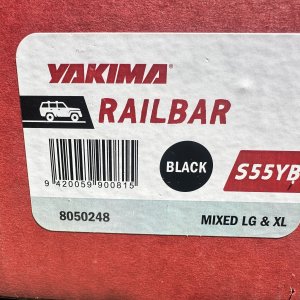 YAKIMA®
RAILBAR
BLACK
S55YB
9 420059 900815
8050248
MIXED LG & XL